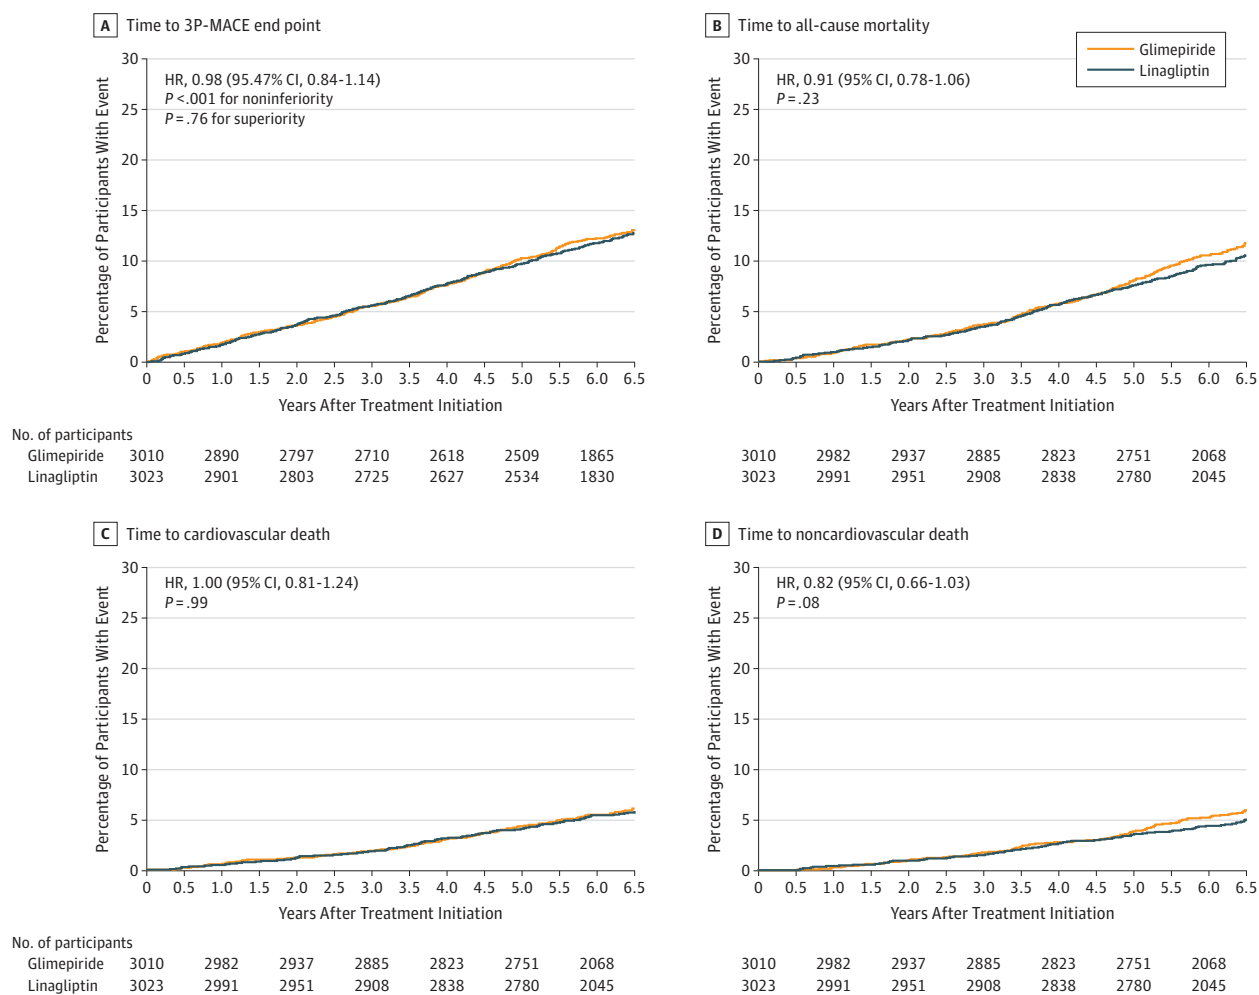 A Time to 3P-MACE end point
30
25
20
15
10
5
0
Percentage of Participants With Event
HR, 0.98 (95.47% CI, 0.84-1.14)
P <.001 for noninferiority
P = .76 for superiority
0 0.5 1.0 1.5 2.0 2.5 3.0 3.5 4.0 4.5 5.0 5.5 6.0 6.5
Years After Treatment Initiation
No. of participants
Glimepiride 3010 2890 2797 2710 2618 2509 1865
Linagliptin 3023 2901 2803 2725 2627 2534 1830
B Time to all-cause mortality
Glimepiride
Linagliptin
30
25
20
15
10
5
0
Percentage of Participants With Event
HR, 0.91 (95% CI, 0.78-1.06)
P = .23
0 0.5 1.0 1.5 2.0 2.5 3.0 3.5 4.0 4.5 5.0 5.5 6.0 6.5
Years After Treatment Initiation
3010 2982 2937 2885 2823 2751 2068
3023 2991 2951 2908 2838 2780 2045
C Time to cardiovascular death
30
25
20
15
10
5
0
Percentage of Participants With Event
HR, 1.00 (95% CI, 0.81-1.24)
P = .99
0 0.5 1.0 1.5 2.0 2.5 3.0 3.5 4.0 4.5 5.0 5.5 6.0 6.5
Years After Treatment Initiation
No. of participants
Glimepiride 3010 2982 2937 2885 2823 2751 2068
Linagliptin 3023 2991 2951 2908 2838 2780 2045
D Time to noncardiovascular death
30
25
20
15
10
5
0
Percentage of Participants With Event
HR, 0.82 (95% CI, 0.66-1.03)
P = .08
0 0.5 1.0 1.5 2.0 2.5 3.0 3.5 4.0 4.5 5.0 5.5 6.0 6.5
Years After Treatment Initiation
3010 2982 2937 2885 2823 2751 2068
3023 2991 2951 2908 2838 2780 2045